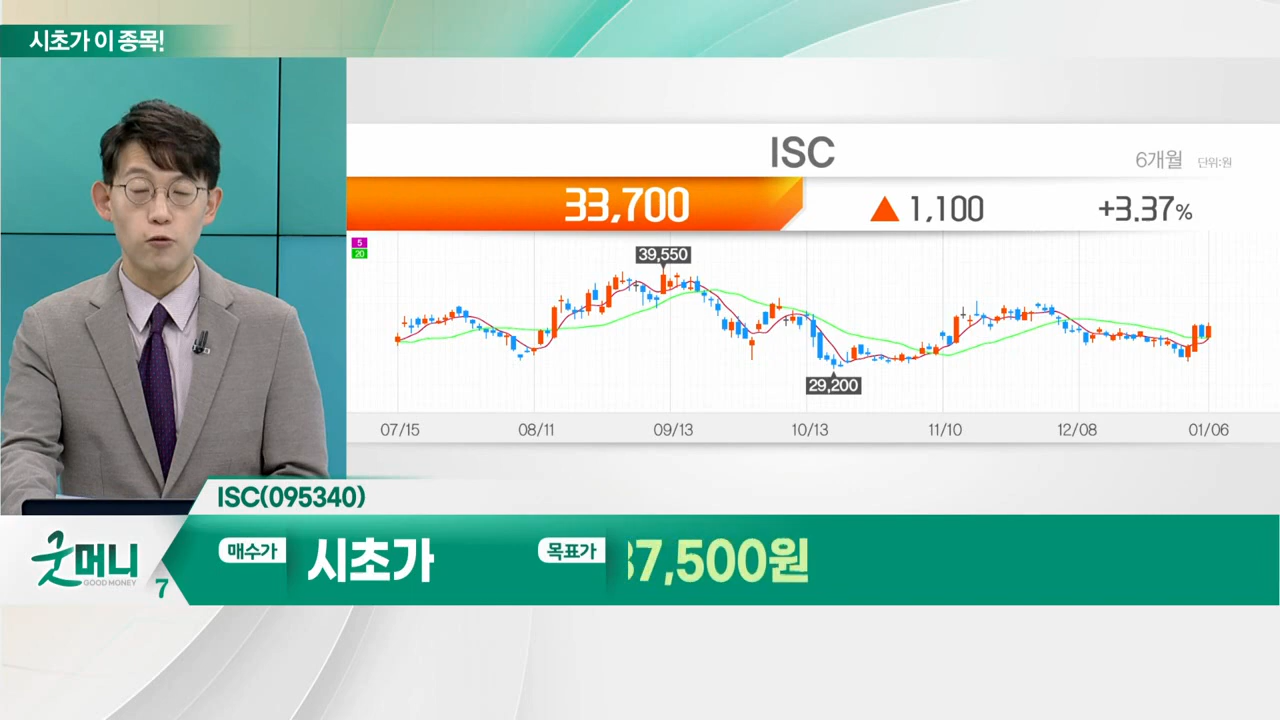 시초가 이 종목!
ISC
6개월 단위:원
33,700 ▲ 1,100 +3.37%
5
20
39,550
29,200
07/15 08/11 09/13 10/13 11/10 12/08 01/06
ISC(095340)
굿머니
GOOD MONEY
7
매수가 시초가 목표가 37,500원